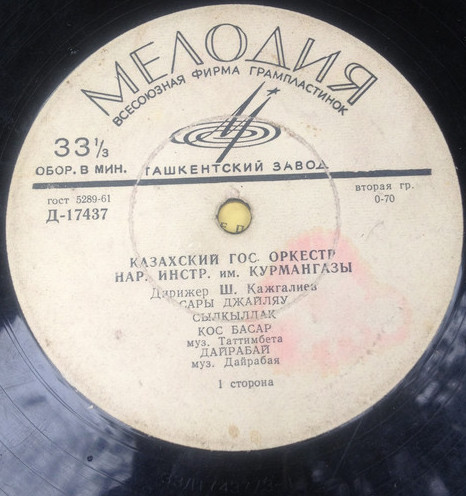 МЕЛОДИЯ
ВСЕСОЮЗНАЯ ФИРМА ГРАМПЛАСТИНОК
33⅓
ОБОР. В МИН. ТАШКЕНТСКИЙ ЗАВОД
гост 5289-61
вторая гр.
Д-17437
0-70
КАЗАХСКИЙ ГОС. ОРКЕСТР
НАР. ИНСТР. им. КУРМАНГАЗЫ
Дирижер Ш. Кажгалиев
САРЫ ДЖАЙЛЯУ
СЫЛКЫЛДАК
КОС БАСАР
муз. Таттимбета
ДАЙРАБАЙ
муз. Дайрабая
1 сторона